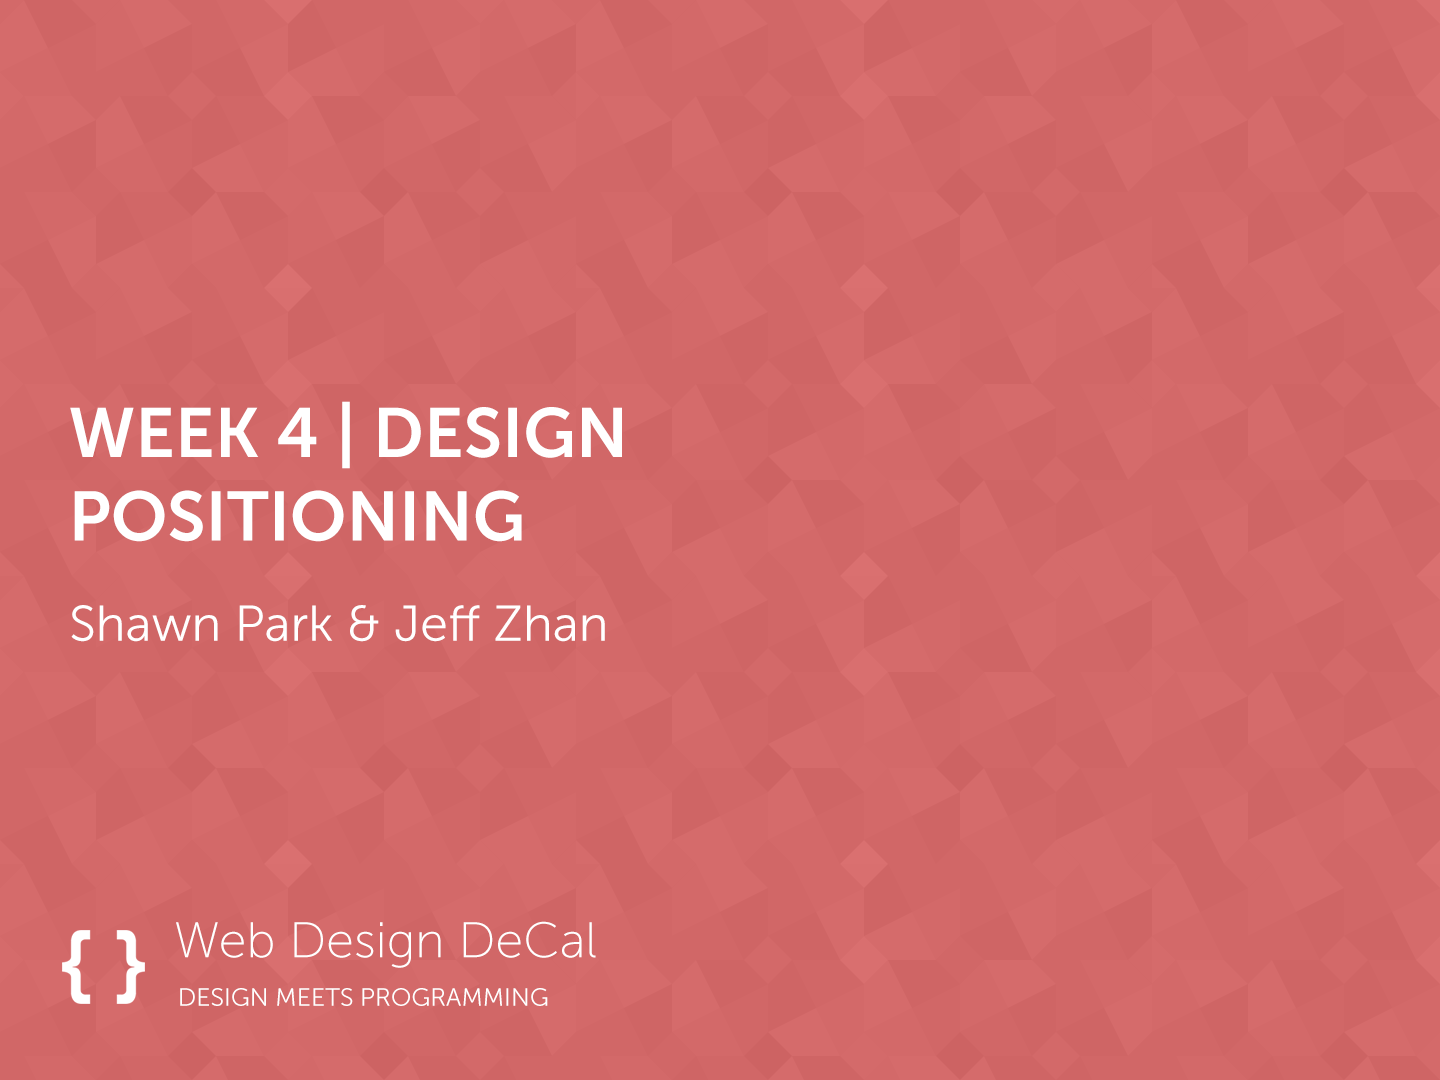 WEEK 4 | DESIGN
POSITIONING
Shawn Park & Jeff Zhan
{ } Web Design DeCal
DESIGN MEETS PROGRAMMING